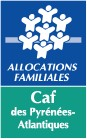 ALLOCATIONS
FAMILIALES
Caf
des Pyrénées-
Atlantiques